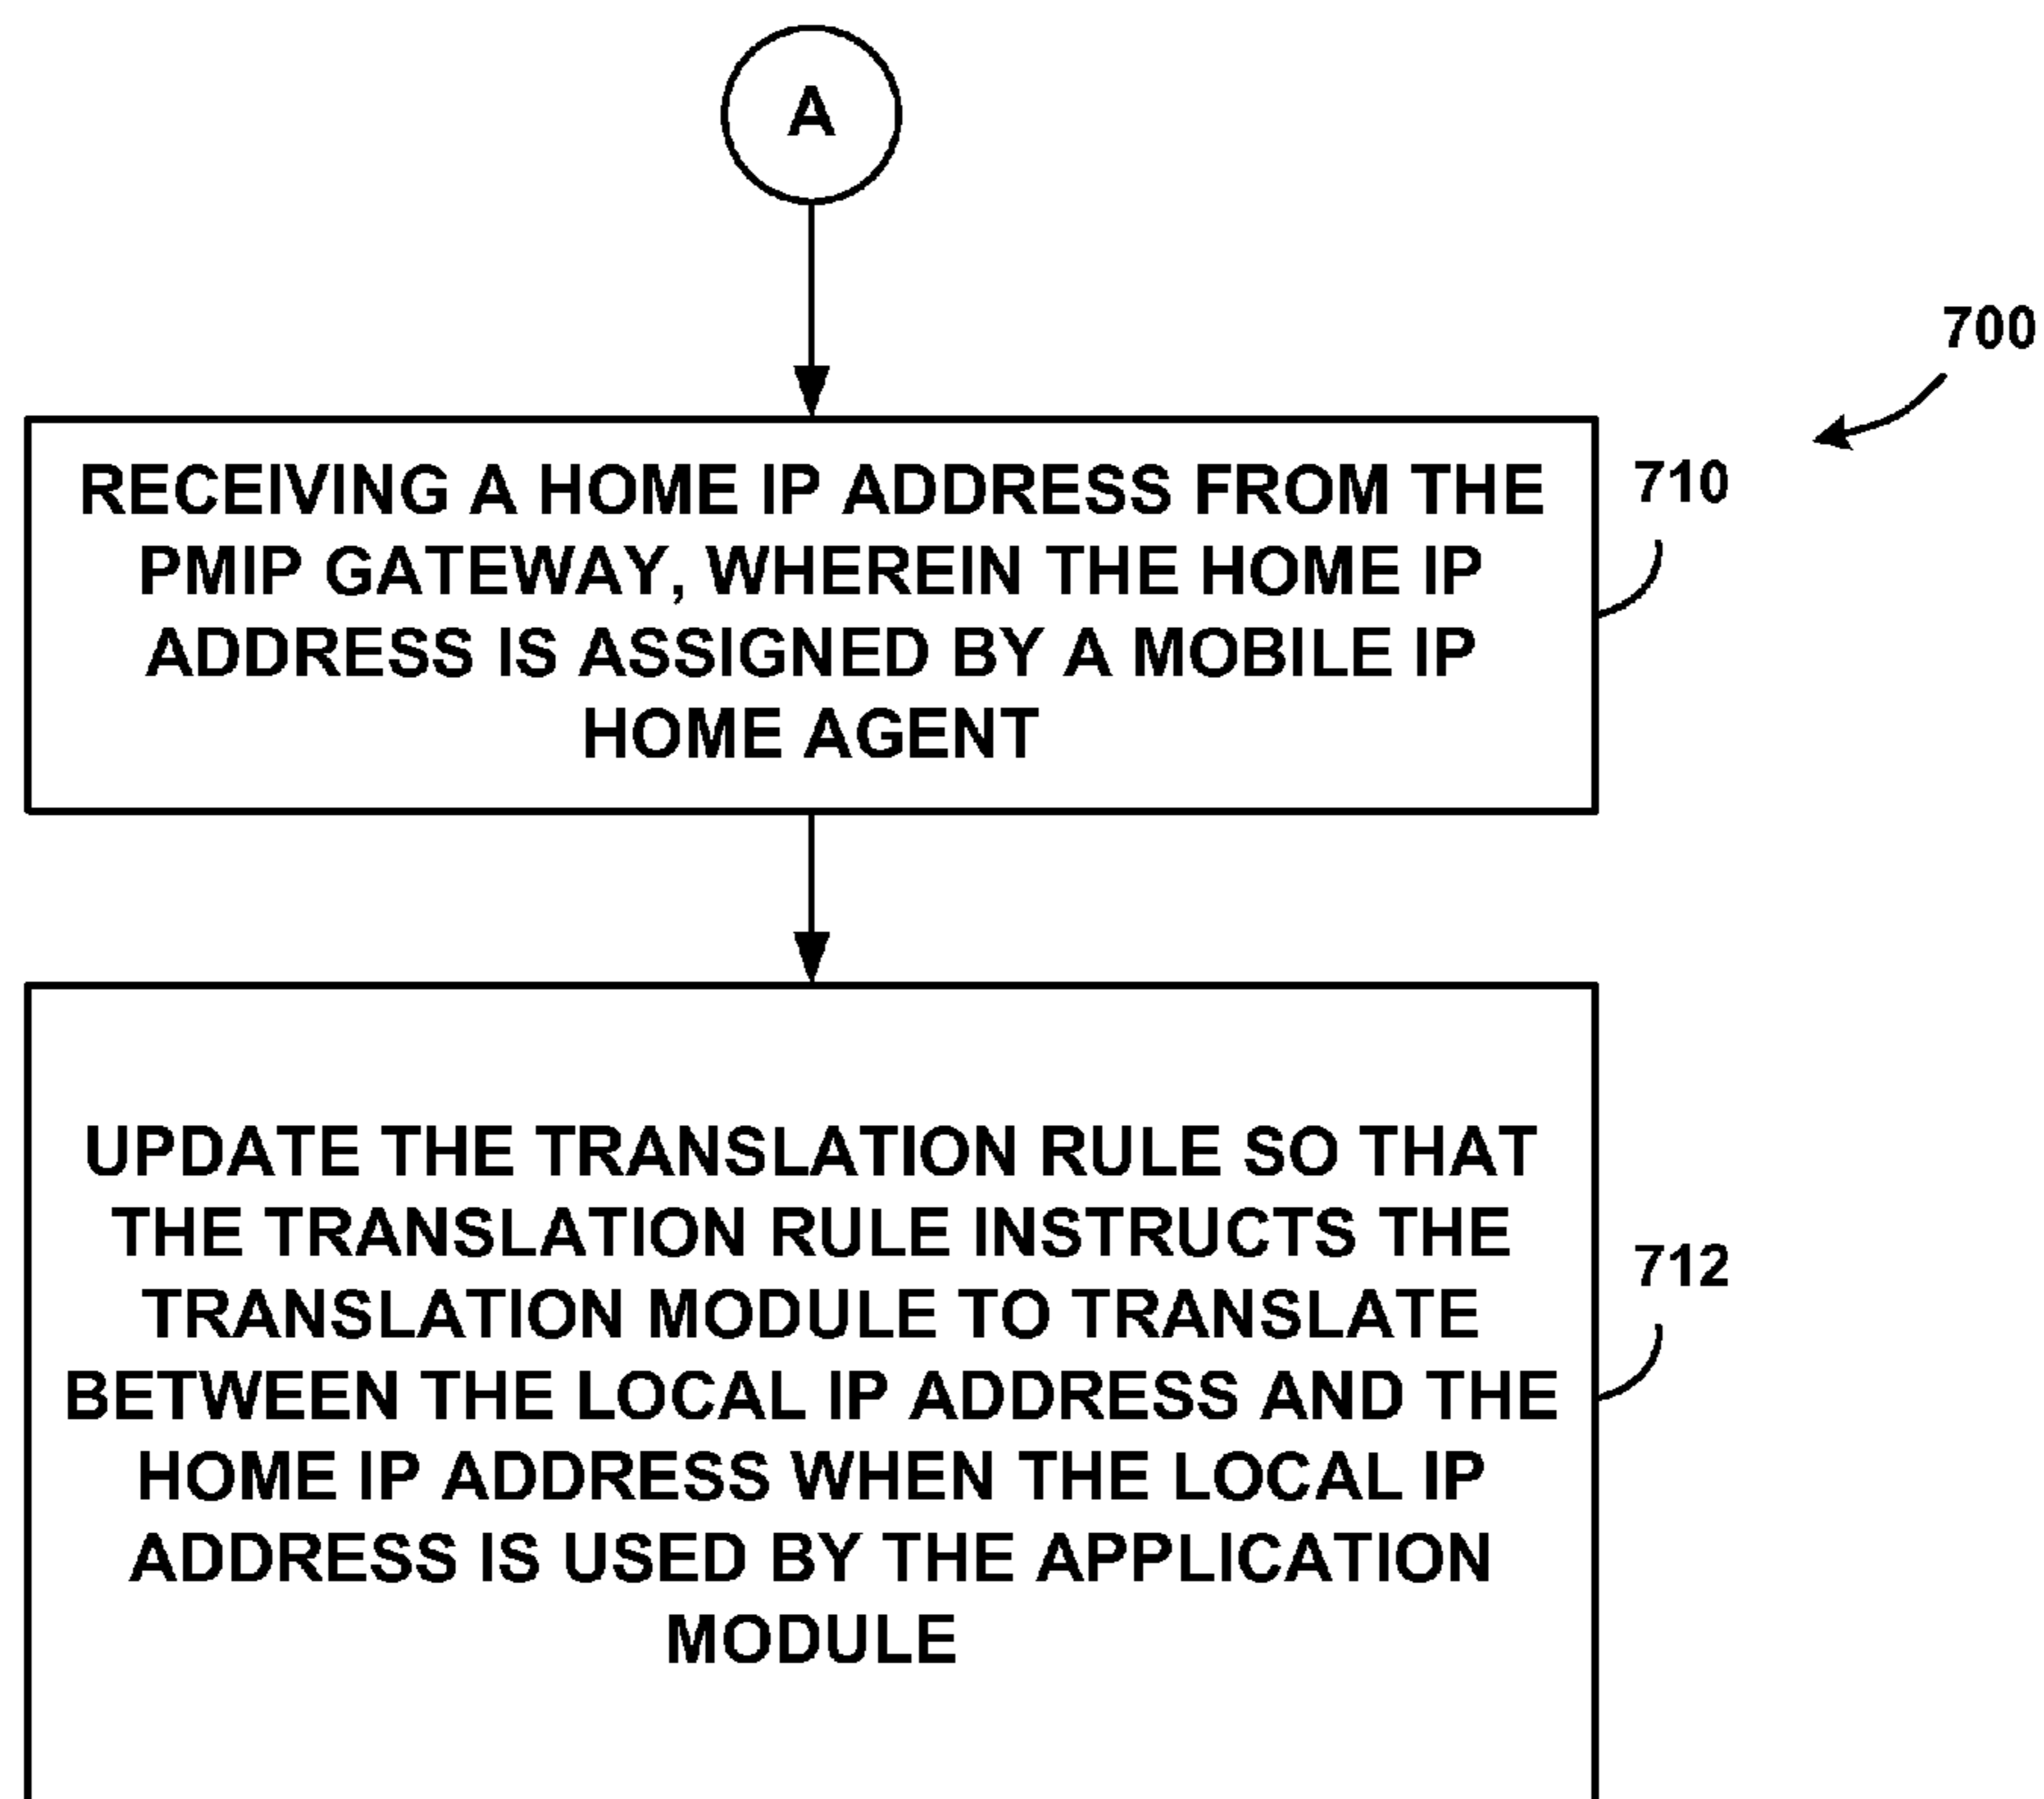 A
700
RECEIVING A HOME IP ADDRESS FROM THE
PMIP GATEWAY, WHEREIN THE HOME IP
ADDRESS IS ASSIGNED BY A MOBILE IP
HOME AGENT
710
UPDATE THE TRANSLATION RULE SO THAT
THE TRANSLATION RULE INSTRUCTS THE
TRANSLATION MODULE TO TRANSLATE
BETWEEN THE LOCAL IP ADDRESS AND THE
HOME IP ADDRESS WHEN THE LOCAL IP
ADDRESS IS USED BY THE APPLICATION
MODULE
712